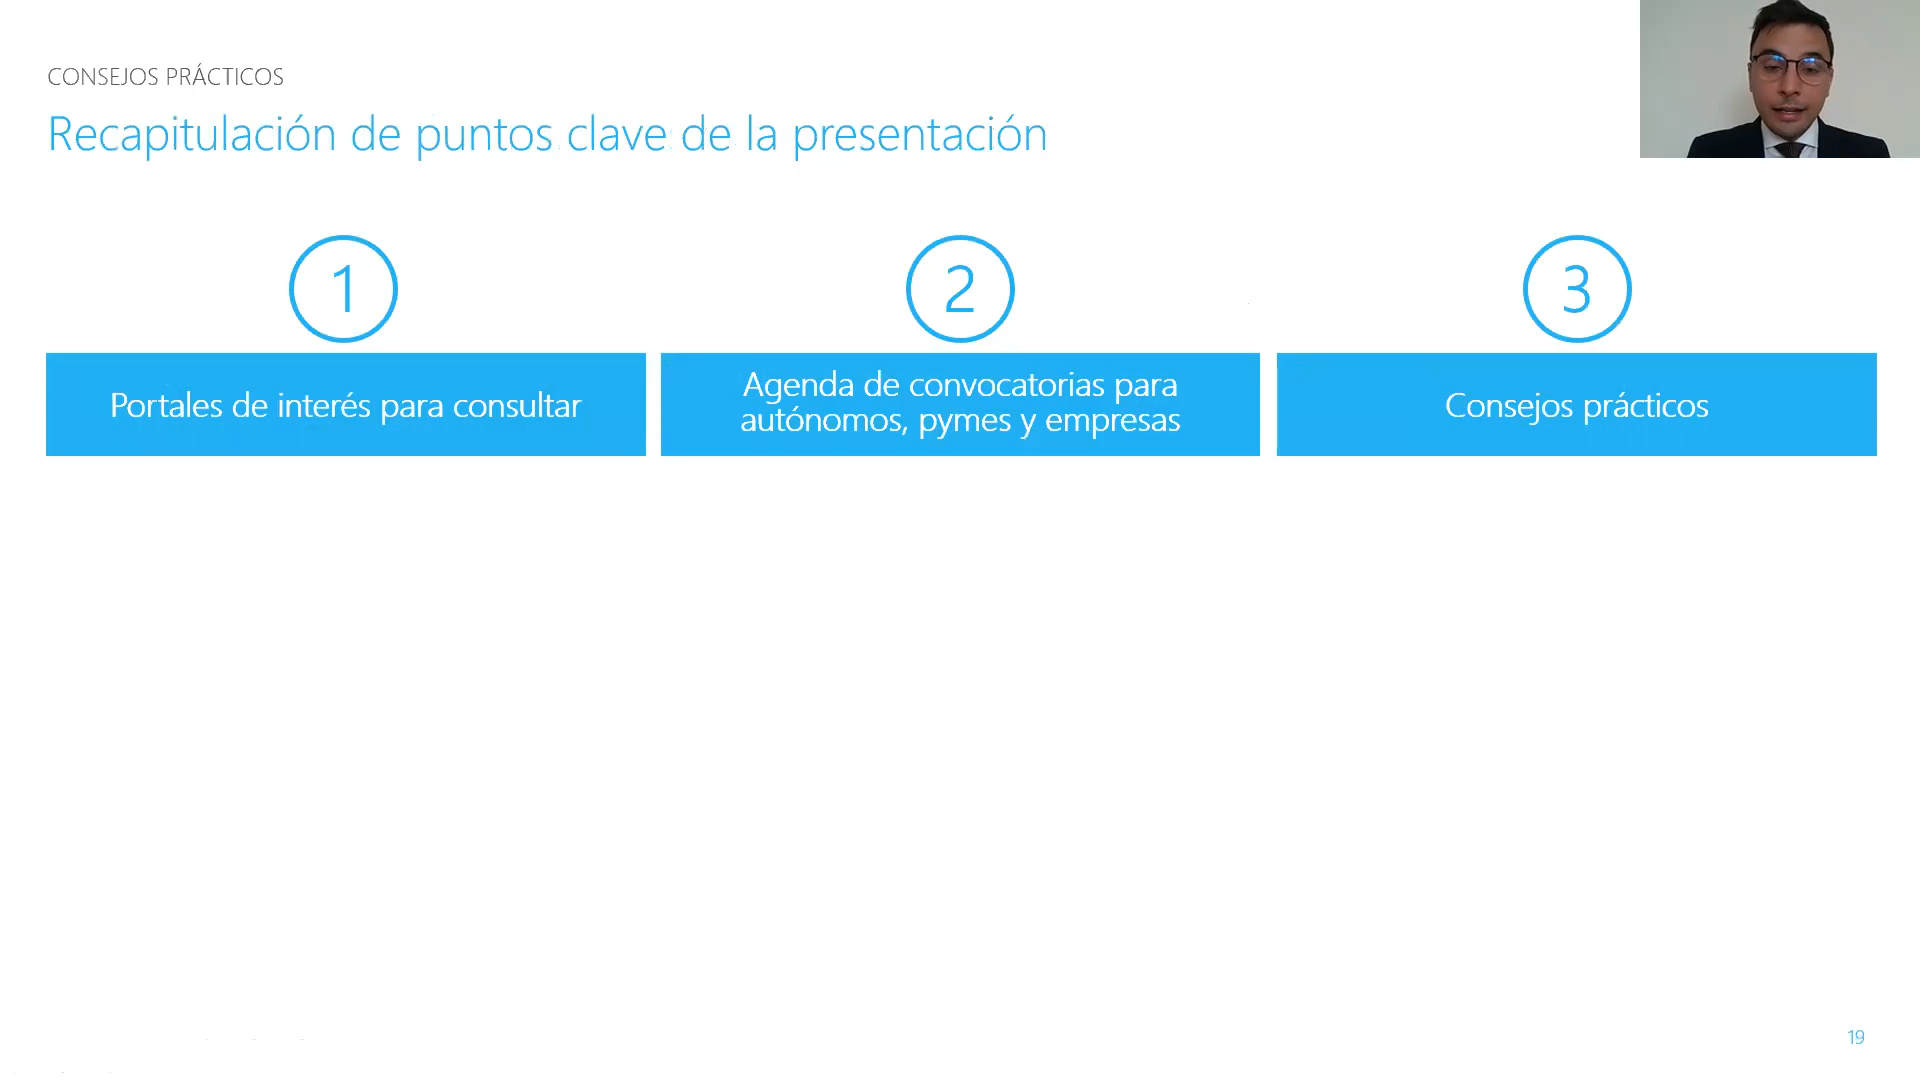 CONSEJOS PRÁCTICOS
Recapitulación de puntos clave de la presentación
1
2
3
Portales de interés para consultar
Agenda de convocatorias para
autónomos, pymes y empresas
Consejos prácticos
19